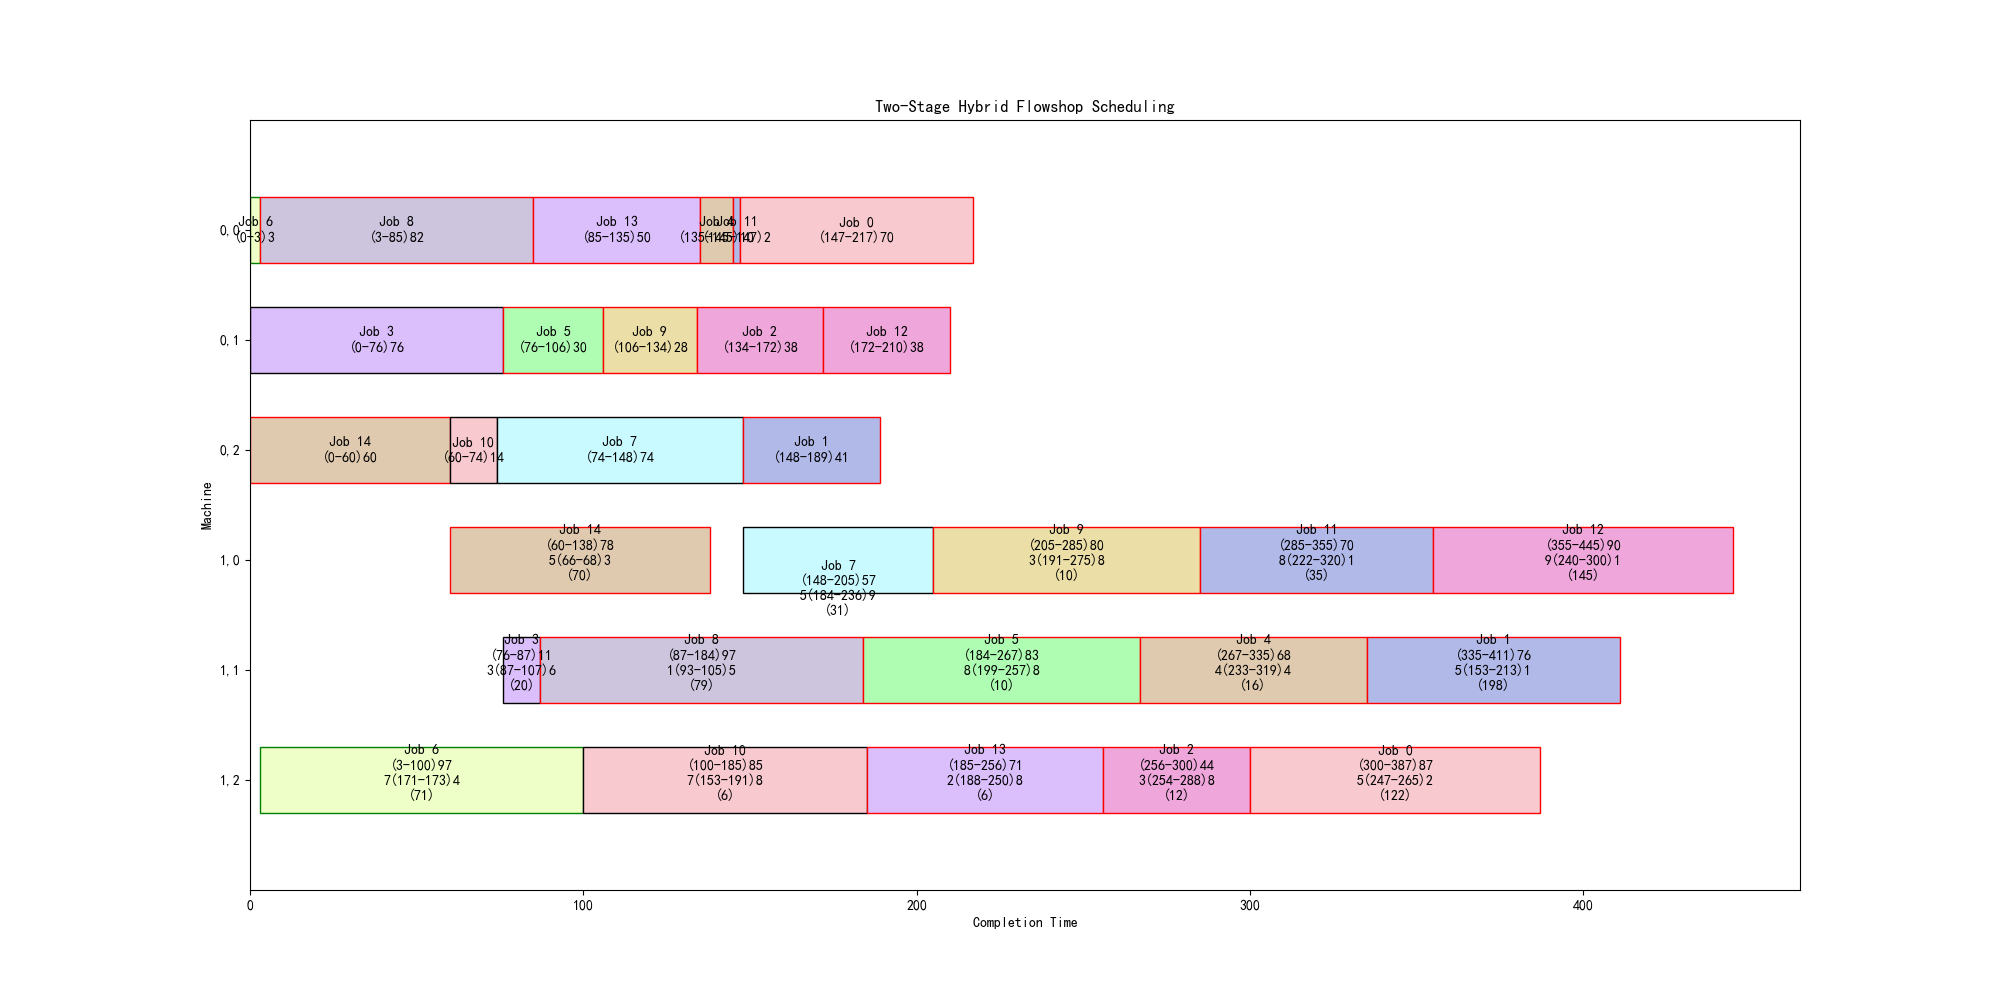 Two-Stage Hybrid Flowshop Scheduling
Machine
0,0
Job 6
(0-3)3
Job 8
(3-85)82
Job 13
(85-135)50
Job 4
(135-145)10
Job 11
(145-147)2
Job 0
(147-217)70
0,1
Job 3
(0-76)76
Job 5
(76-106)30
Job 9
(106-134)28
Job 2
(134-172)38
Job 12
(172-210)38
0,2
Job 14
(0-60)60
Job 10
(60-74)14
Job 7
(74-148)74
Job 1
(148-189)41
1,0
Job 14
(60-138)78
5(66-68)3
(70)
Job 7
(148-205)57
5(184-236)9
(31)
Job 9
(205-285)80
3(191-275)8
(10)
Job 11
(285-355)70
8(222-320)1
(35)
Job 12
(355-445)90
9(240-300)1
(145)
1,1
Job 3
(76-87)11
3(87-107)6
(20)
Job 8
(87-184)97
1(93-105)5
(79)
Job 5
(184-267)83
8(199-257)8
(10)
Job 4
(267-335)68
4(233-319)4
(16)
Job 1
(335-411)76
5(153-213)1
(198)
1,2
Job 6
(3-100)97
7(171-173)4
(71)
Job 10
(100-185)85
7(153-191)8
(6)
Job 13
(185-256)71
2(188-250)8
(6)
Job 2
(256-300)44
3(254-288)8
(12)
Job 0
(300-387)87
5(247-265)2
(122)
0
100
200
300
400
Completion Time